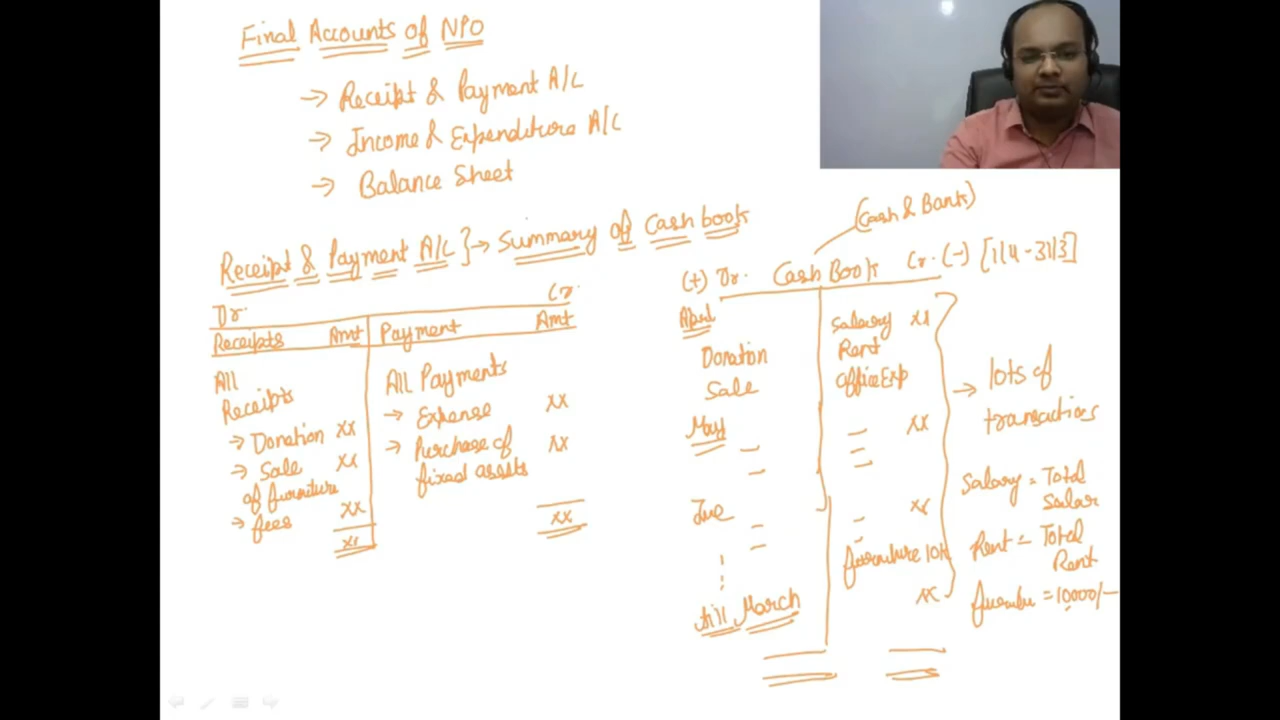 Final Accounts of NPO
→ Receipt & Payment A/C
→ Income & Expenditure A/C
→ Balance Sheet
Receipt & Payment A/C} → Summary of Cash book
Dr. Cr.
Receipts Amt Payment Amt
All
Receipts
→ Donation xx
→ Sale xx
of furniture
→ fees xx
xx
All Payments
→ Expense xx
→ Purchase of xx
fixed assets
xx
(Cash & Bank)
(+) Dr. Cash Book Cr. (-) [1/4 - 31/3]
April
Donation
Sale
May
June
till March
Salary xx
Rent
Office Exp
xx
xx
furniture 10k
xx
→ lots of
transactions
Salary = Total
Salar
Rent = Total
Rent
= 10000/-